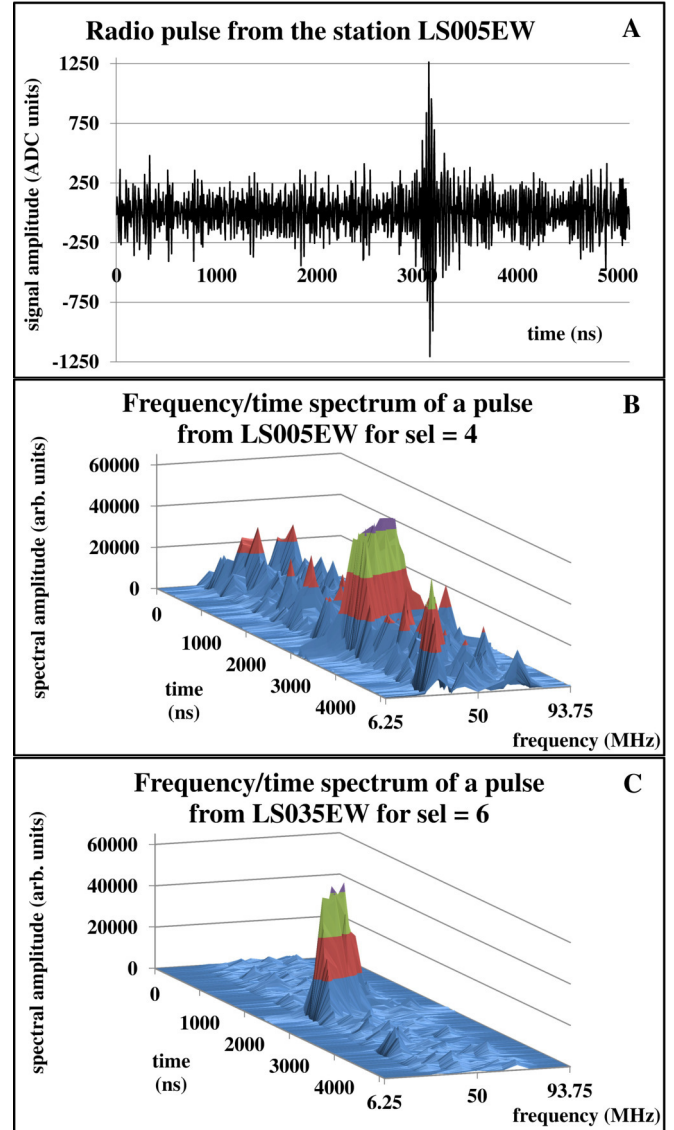 Radio pulse from the station LS005EW
A
signal amplitude (ADC units)
1250
750
250
-250
-750
-1250
0 1000 2000 3000 4000 5000
time (ns)
Frequency/time spectrum of a pulse
from LS005EW for sel = 4
B
spectral amplitude (arb. units)
60000
40000
20000
0
0
1000
2000
3000
4000
time
(ns)
6.25
50
93.75
frequency (MHz)
Frequency/time spectrum of a pulse
from LS035EW for sel = 6
C
spectral amplitude (arb. units)
60000
40000
20000
0
0
1000
2000
3000
4000
time
(ns)
6.25
50
93.75
frequency (MHz)